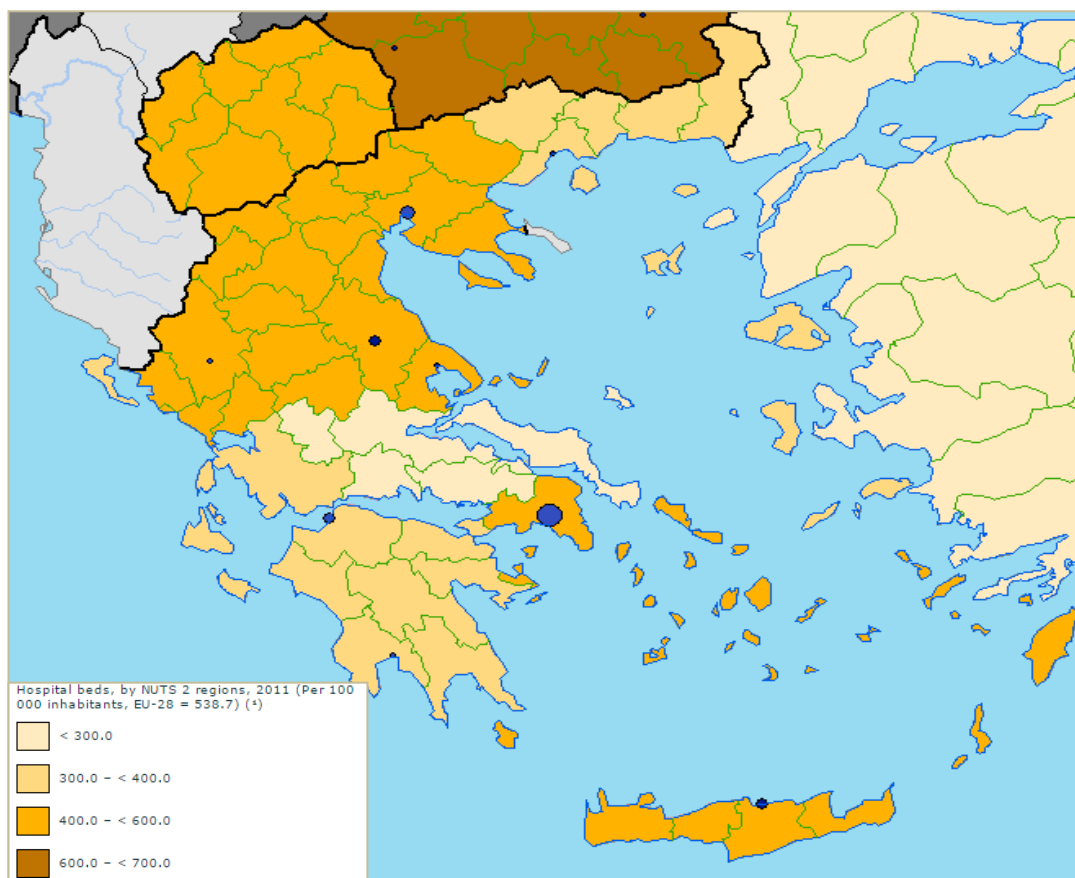 Hospital beds, by NUTS 2 regions, 2011 (Per 100
000 inhabitants, EU-28 = 538.7) (¹)
< 300.0
300.0 – < 400.0
400.0 – < 600.0
600.0 – < 700.0